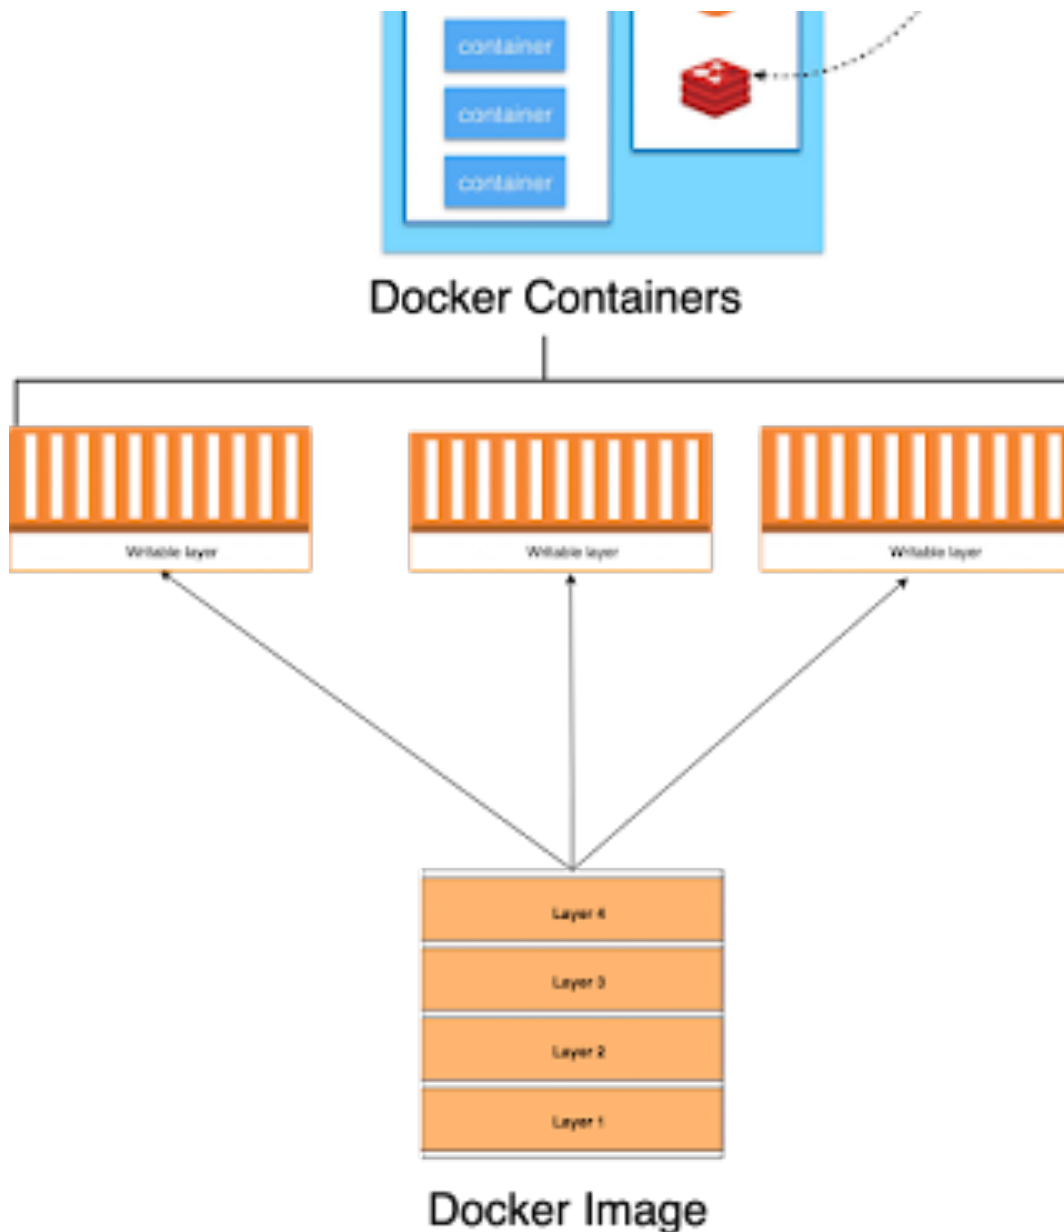 container
container
container
Docker Containers
Writable layer
Writable layer
Writable layer
Layer 4
Layer 3
Layer 2
Layer 1
Docker Image